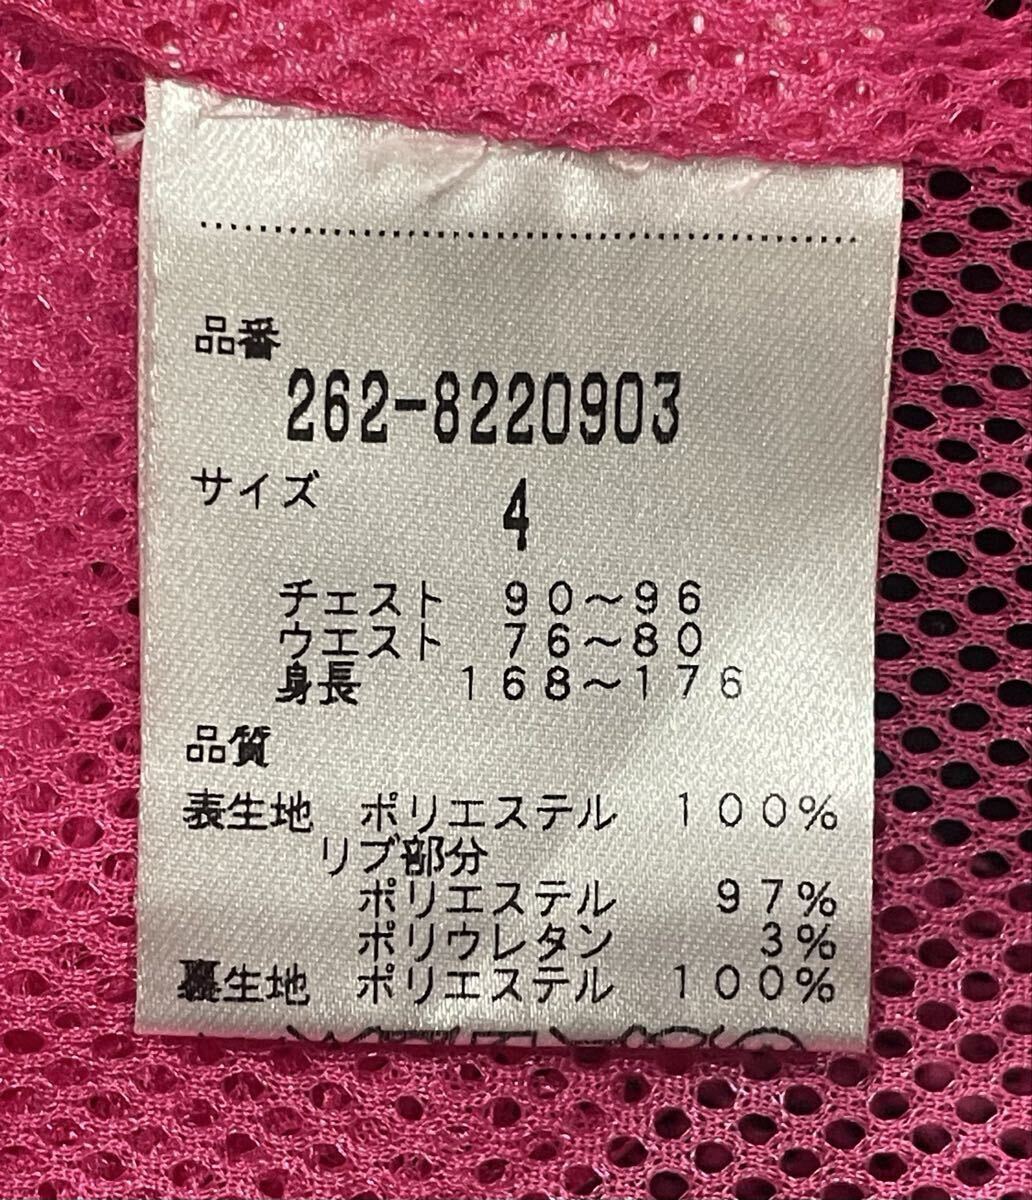 品番
262-8220903
サイズ 4
チェスト 90～96
ウエスト 76～80
身長 168～176
品質
表生地 ポリエステル 100%
リブ部分
ポリエステル 97%
ポリウレタン 3%
裏生地 ポリエステル 100%